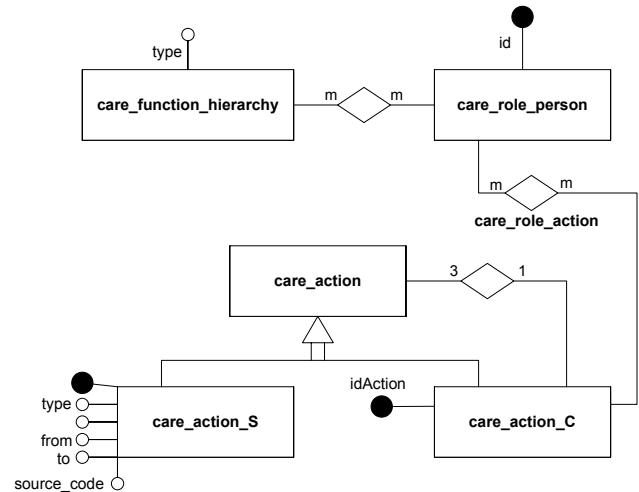 id
type
care_function_hierarchy
m
m
care_role_person
m
m
care_role_action
care_action
3
1
idAction
type
care_action_S
care_action_C
from
to
source_code